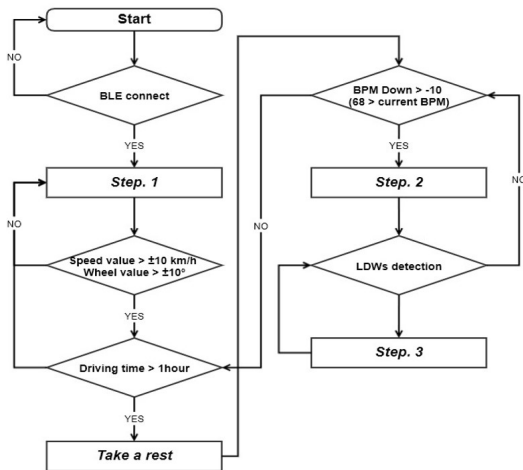 Start
NO
BLE connect
YES
Step. 1
NO
Speed value > ±10 km/h
Wheel value > ±10°
YES
Driving time > 1hour
YES
Take a rest
BPM Down > -10
(68 > current BPM)
YES
NO
Step. 2
NO
LDWs detection
Step. 3